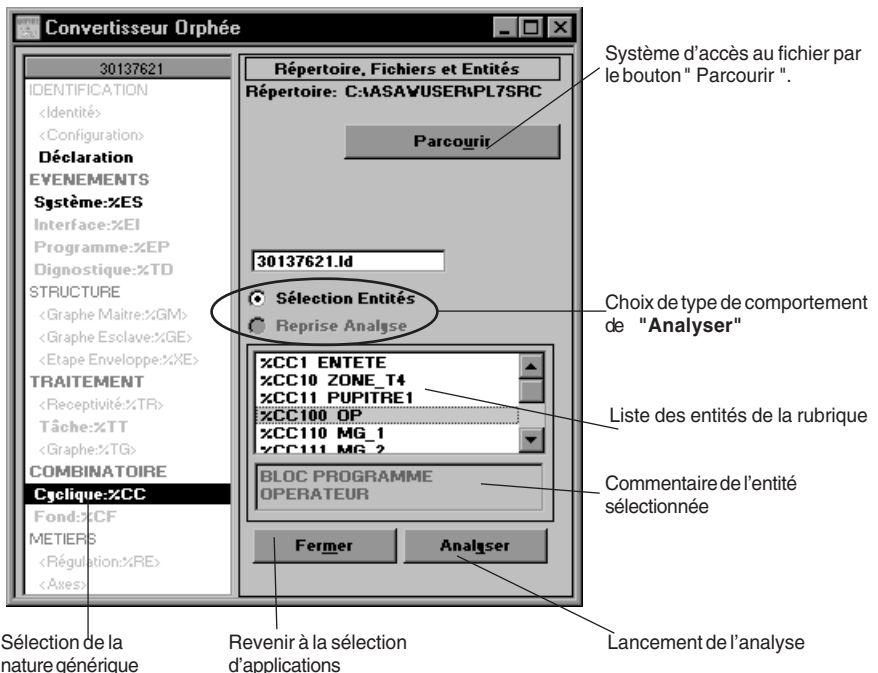 Convertisseur Orphée
30137621
IDENTIFICATION
<Identité>
<Configuration>
Déclaration
EVENEMENTS
Système:%ES
Interface:%EI
Programme:%EP
Dignostique:%TD
STRUCTURE
<Graphe Maitre:%GM>
<Graphe Esclave:%GE>
<Etape Enveloppe:%XE>
TRAITEMENT
<Receptivité:%TR>
Tâche:%TT
<Graphe:%TG>
COMBINATOIRE
Cyclique:%CC
Fond:%CF
METIERS
<Régulation:%RE>
<Axes>
Répertoire, Fichiers et Entités
Répertoire: C:\ASA\USER\PL7SRC
Parcourir
30137621.ld
Sélection Entités
Reprise Analyse
%CC1 ENTETE
%CC10 ZONE_T4
%CC11 PUPITRE1
%CC100 OP
%CC110 MG_1
%CC111 MG_2
BLOC PROGRAMME
OPERATEUR
Fermer
Analyser
Système d'accès au fichier par
le bouton " Parcourir ".
Choix de type de comportement
de "Analyser"
Liste des entités de la rubrique
Commentaire de l'entité
sélectionnée
Sélection de la
nature générique
Revenir à la sélection
d'applications
Lancement de l'analyse